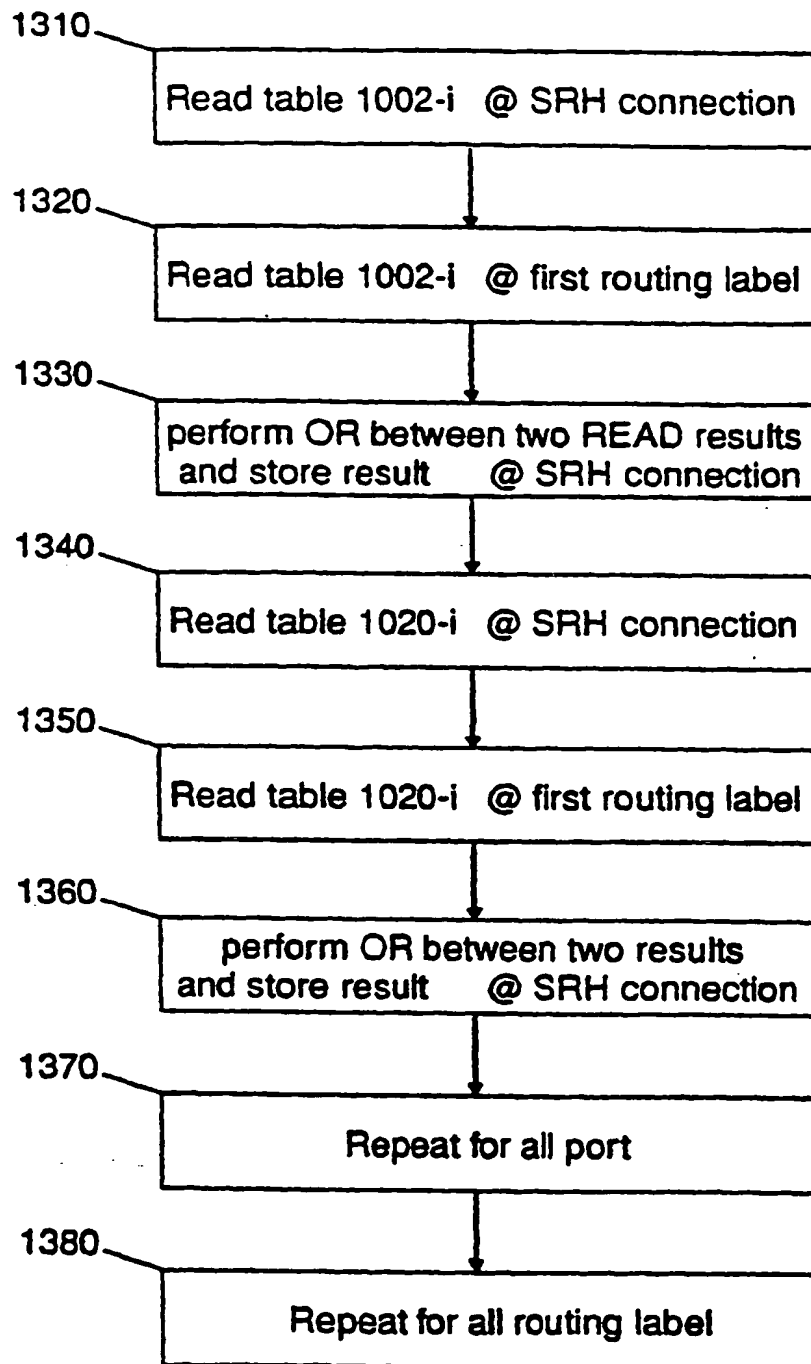 1310
Read table 1002-i @ SRH connection
1320
Read table 1002-i @ first routing label
1330
perform OR between two READ results
and store result @ SRH connection
1340
Read table 1020-i @ SRH connection
1350
Read table 1020-i @ first routing label
1360
perform OR between two results
and store result @ SRH connection
1370
Repeat for all port
1380
Repeat for all routing label